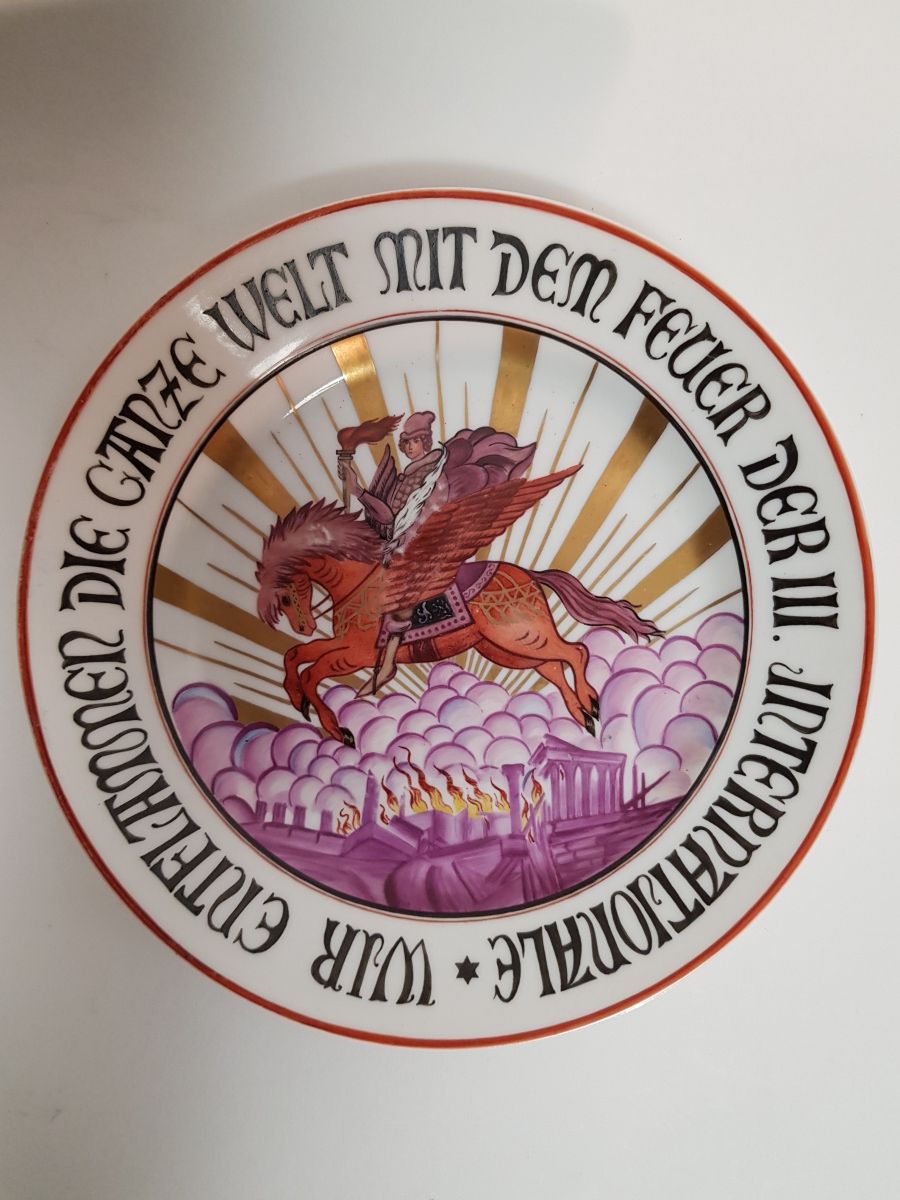 WIR ENTFLAMMEN DIE GANZE WELT MIT DEM FEUER DER III. INTERNATIONALE